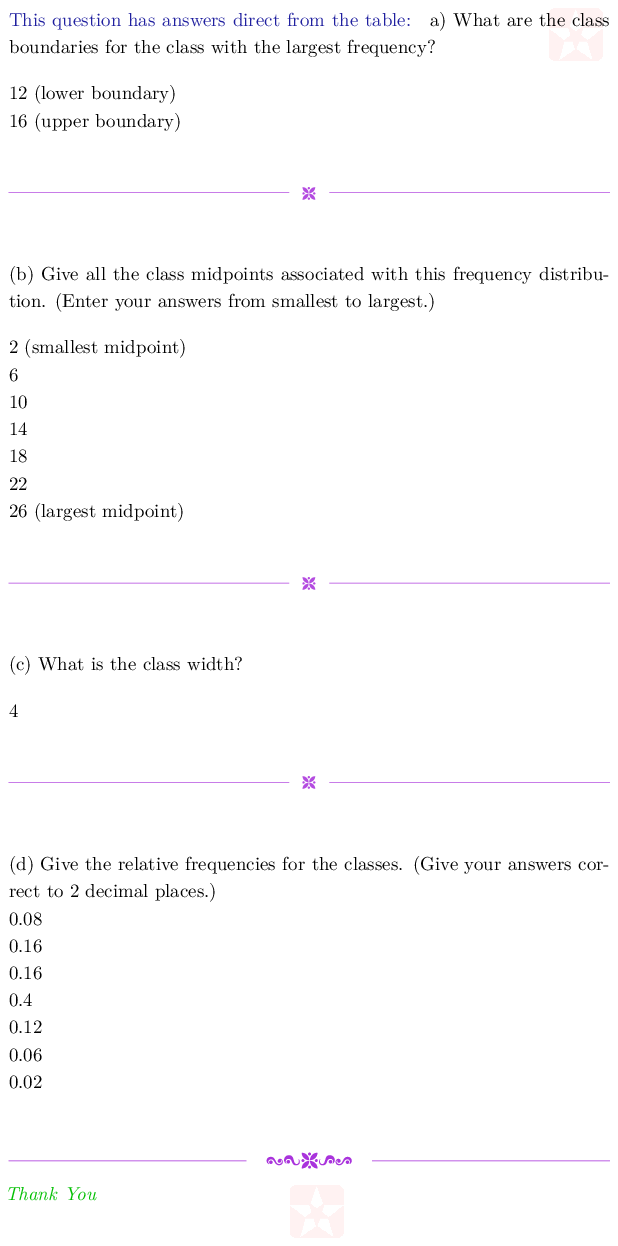 This question has answers direct from the table: a) What are the class
boundaries for the class with the largest frequency?
12 (lower boundary)
16 (upper boundary)
(b) Give all the class midpoints associated with this frequency distribu-
tion. (Enter your answers from smallest to largest.)
2 (smallest midpoint)
6
10
14
18
22
26 (largest midpoint)
(c) What is the class width?
4
(d) Give the relative frequencies for the classes. (Give your answers cor-
rect to 2 decimal places.)
0.08
0.16
0.16
0.4
0.12
0.06
0.02
Thank You